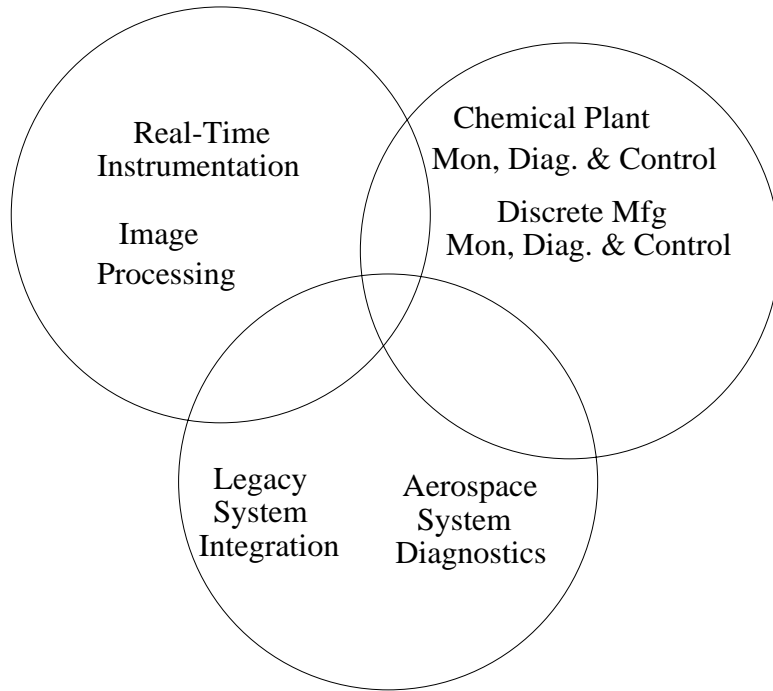 Real-Time
Instrumentation
Image
Processing
Chemical Plant
Mon, Diag. & Control
Discrete Mfg
Mon, Diag. & Control
Legacy
System
Integration
Aerospace
System
Diagnostics